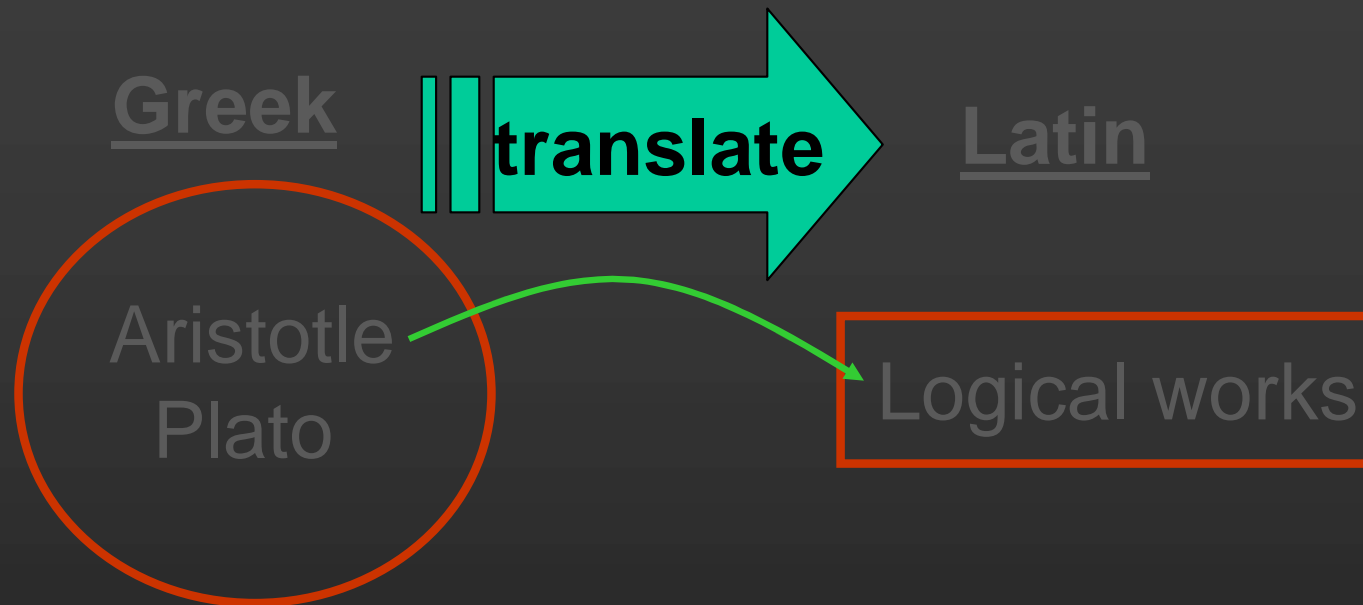 Greek
translate
Latin
Aristotle
Plato
Logical works